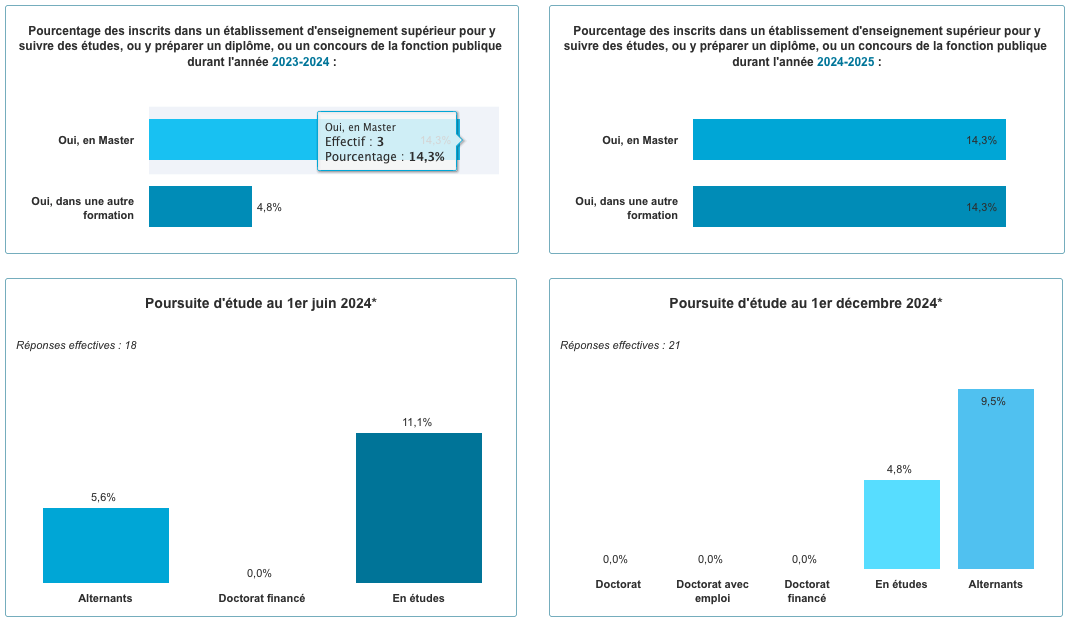 Pourcentage des inscrits dans un établissement d'enseignement supérieur pour y
suivre des études, ou y préparer un diplôme, ou un concours de la fonction publique
durant l'année 2023-2024 :
Oui, en Master
Oui, en Master
Effectif : 3
Pourcentage : 14,3%
14,3%
Oui, dans une autre
formation
4,8%
Pourcentage des inscrits dans un établissement d'enseignement supérieur pour y
suivre des études, ou y préparer un diplôme, ou un concours de la fonction publique
durant l'année 2024-2025 :
Oui, en Master
14,3%
Oui, dans une autre
formation
14,3%
Poursuite d'étude au 1er juin 2024*
Réponses effectives : 18
11,1%
5,6%
0,0%
Alternants
Doctorat financé
En études
Poursuite d'étude au 1er décembre 2024*
Réponses effectives : 21
9,5%
4,8%
0,0%
0,0%
0,0%
Doctorat
Doctorat avec
emploi
Doctorat
financé
En études
Alternants